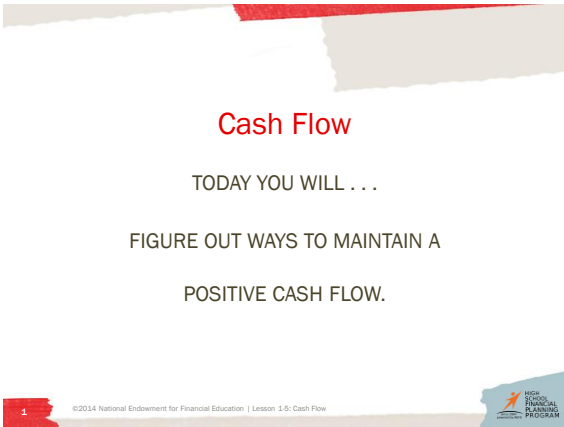 Cash Flow
TODAY YOU WILL . . .
FIGURE OUT WAYS TO MAINTAIN A
POSITIVE CASH FLOW.
1
©2014 National Endowment for Financial Education | Lesson 1-5: Cash Flow
HIGH
SCHOOL
FINANCIAL
PLANNING
PROGRAM